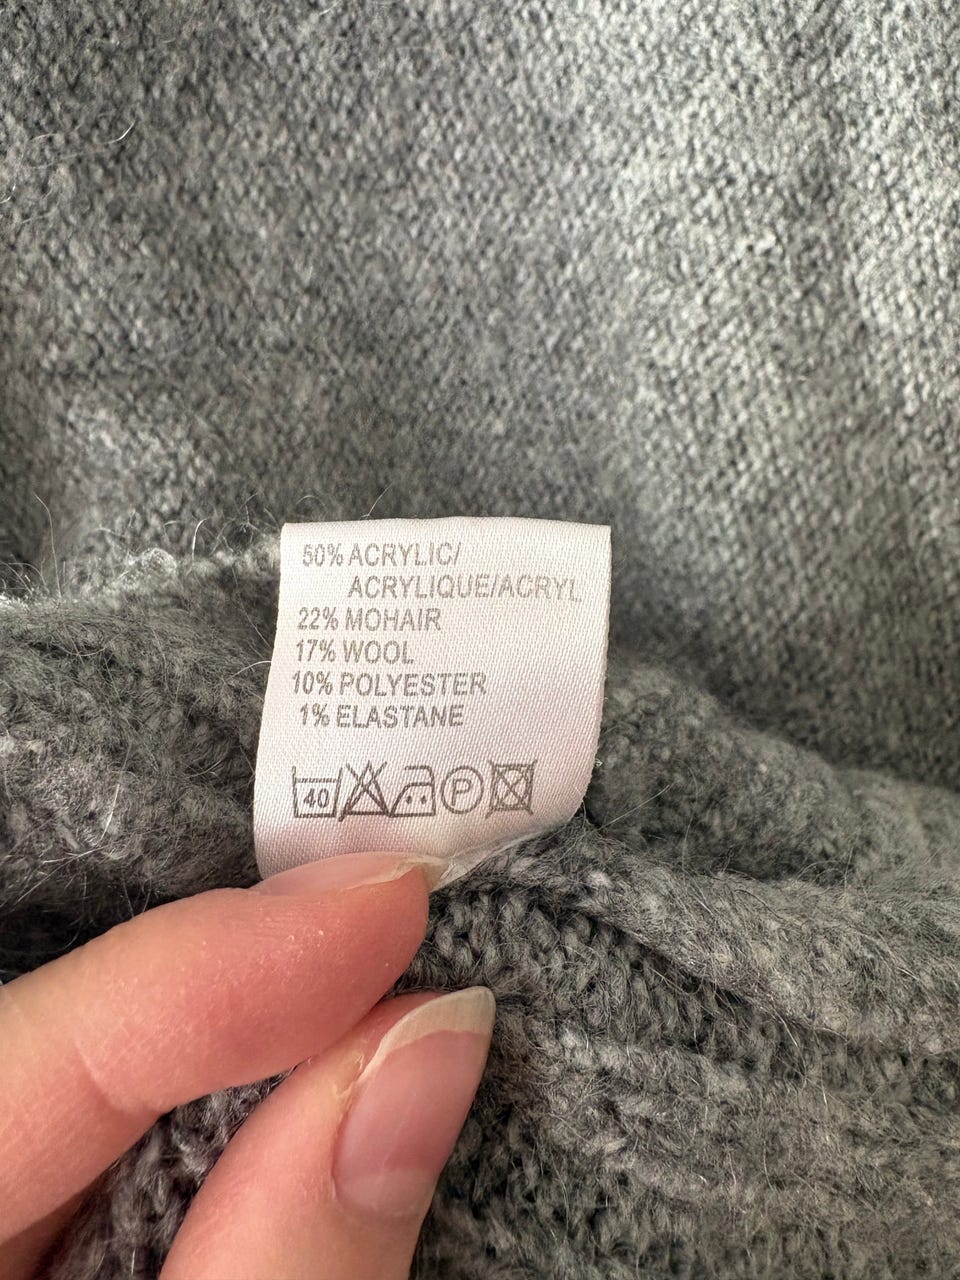 50% ACRYLIC/
ACRYLIQUE/ACRYL
22% MOHAIR
17% WOOL
10% POLYESTER
1% ELASTANE
40 P